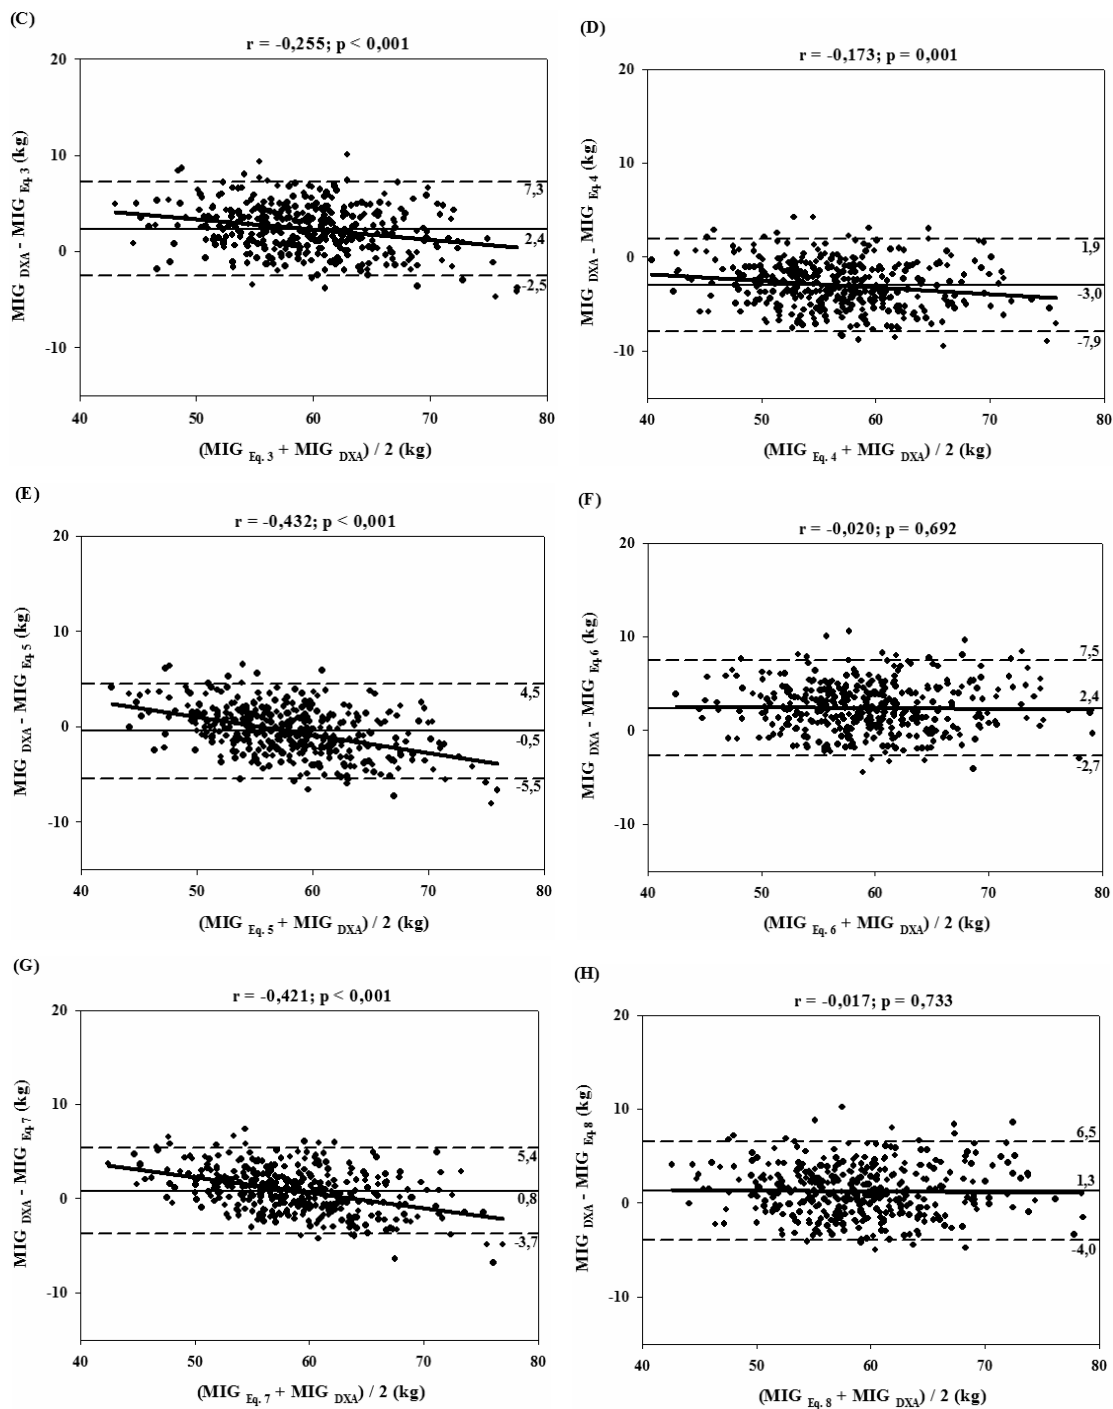 (C)
r = -0,255; p < 0,001
20
10
0
-10
7,3
2,4
-2,5
40 50 60 70 80
MIG DXA - MIG Eq. 3 (kg)
(MIG Eq. 3 + MIG DXA) / 2 (kg)
(D)
r = -0,173; p = 0,001
20
10
0
-10
1,9
-3,0
-7,9
40 50 60 70 80
MIG DXA - MIG Eq. 4 (kg)
(MIG Eq. 4 + MIG DXA) / 2 (kg)
(E)
r = -0,432; p < 0,001
20
10
0
-10
4,5
-0,5
-5,5
40 50 60 70 80
MIG DXA - MIG Eq. 5 (kg)
(MIG Eq. 5 + MIG DXA) / 2 (kg)
(F)
r = -0,020; p = 0,692
20
10
0
-10
7,5
2,4
-2,7
40 50 60 70 80
MIG DXA - MIG Eq. 6 (kg)
(MIG Eq. 6 + MIG DXA) / 2 (kg)
(G)
r = -0,421; p < 0,001
20
10
0
-10
5,4
0,8
-3,7
40 50 60 70 80
MIG DXA - MIG Eq. 7 (kg)
(MIG Eq. 7 + MIG DXA) / 2 (kg)
(H)
r = -0,017; p = 0,733
20
10
0
-10
6,5
1,3
-4,0
40 50 60 70 80
MIG DXA - MIG Eq. 8 (kg)
(MIG Eq. 8 + MIG DXA) / 2 (kg)